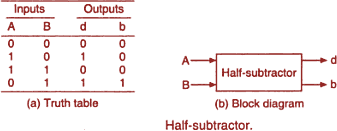 Inputs Outputs
A B d b
0 0 0 0
1 0 1 0
1 1 0 0
0 1 1 1
(a) Truth table
A
B
Half-subtractor
d
b
(b) Block diagram
Half-subtractor.